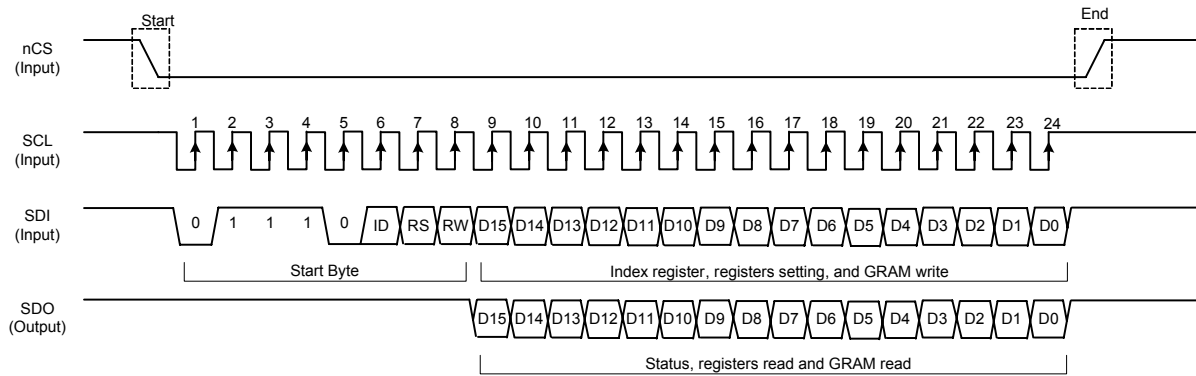 Start End
nCS
(Input)
1 2 3 4 5 6 7 8 9 10 11 12 13 14 15 16 17 18 19 20 21 22 23 24
SCL
(Input)
SDI
(Input)
0 1 1 1 0 ID RS RW D15 D14 D13 D12 D11 D10 D9 D8 D7 D6 D5 D4 D3 D2 D1 D0
Start Byte Index register, registers setting, and GRAM write
SDO
(Output)
D15 D14 D13 D12 D11 D10 D9 D8 D7 D6 D5 D4 D3 D2 D1 D0
Status, registers read and GRAM read